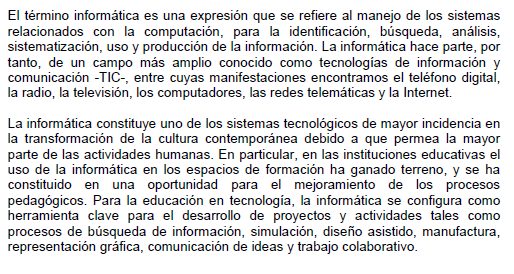 El término informática es una expresión que se refiere al manejo de los sistemas
relacionados con la computación, para la identificación, búsqueda, análisis,
sistematización, uso y producción de la información. La informática hace parte, por
tanto, de un campo más amplio conocido como tecnologías de información y
comunicación -TIC-, entre cuyas manifestaciones encontramos el teléfono digital,
la radio, la televisión, los computadores, las redes telemáticas y la Internet.

La informática constituye uno de los sistemas tecnológicos de mayor incidencia en
la transformación de la cultura contemporánea debido a que permea la mayor
parte de las actividades humanas. En particular, en las instituciones educativas el
uso de la informática en los espacios de formación ha ganado terreno, y se ha
constituido en una oportunidad para el mejoramiento de los procesos
pedagógicos. Para la educación en tecnología, la informática se configura como
herramienta clave para el desarrollo de proyectos y actividades tales como
procesos de búsqueda de información, simulación, diseño asistido, manufactura,
representación gráfica, comunicación de ideas y trabajo colaborativo.